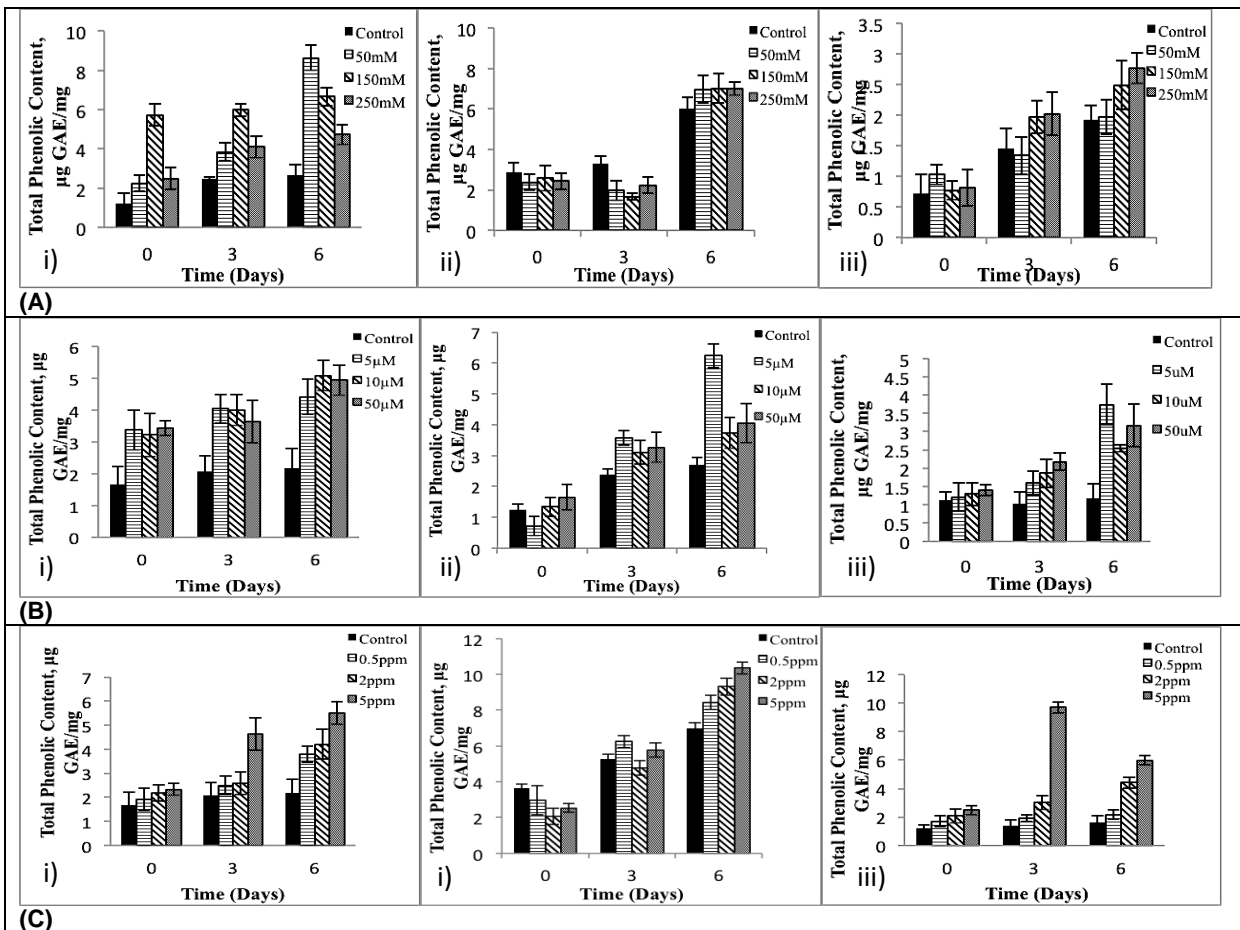 Total Phenolic Content,
µg GAE/mg
10
8
6
4
2
0
0
3
6
Time (Days)
Control
50mM
150mM
250mM
i)
Total Phenolic Content,
µg GAE/mg
10
8
6
4
2
0
0
3
6
Time (Days)
Control
50mM
150mM
250mM
ii)
Total Phenolic Content,
µg GAE/mg
3.5
3
2.5
2
1.5
1
0.5
0
0
3
6
Time (Days)
Control
50mM
150mM
250mM
iii)
(A)
Total Phenolic Content, µg
GAE/mg
6
5
4
3
2
1
0
0
3
6
Time (Days)
Control
5µM
10µM
50µM
i)
Total Phenolic Content, µg
GAE/mg
7
6
5
4
3
2
1
0
0
3
6
Time (Days)
Control
5µM
10µM
50µM
ii)
Total Phenolic Content,
µg GAE/mg
5
4.5
4
3.5
3
2.5
2
1.5
1
0.5
0
0
3
6
Time (Days)
Control
5uM
10uM
50uM
iii)
(B)
Total Phenolic Content, µg
GAE/mg
7
6
5
4
3
2
1
0
0
3
6
Time (Days)
Control
0.5ppm
2ppm
5ppm
i)
Total Phenolic Content, µg
GAE/mg
12
10
8
6
4
2
0
0
3
6
Time (Days)
Control
0.5ppm
2ppm
5ppm
i)
Total Phenolic Content, µg
GAE/mg
12
10
8
6
4
2
0
0
3
6
Time (Days)
Control
0.5ppm
2ppm
5ppm
iii)
(C)